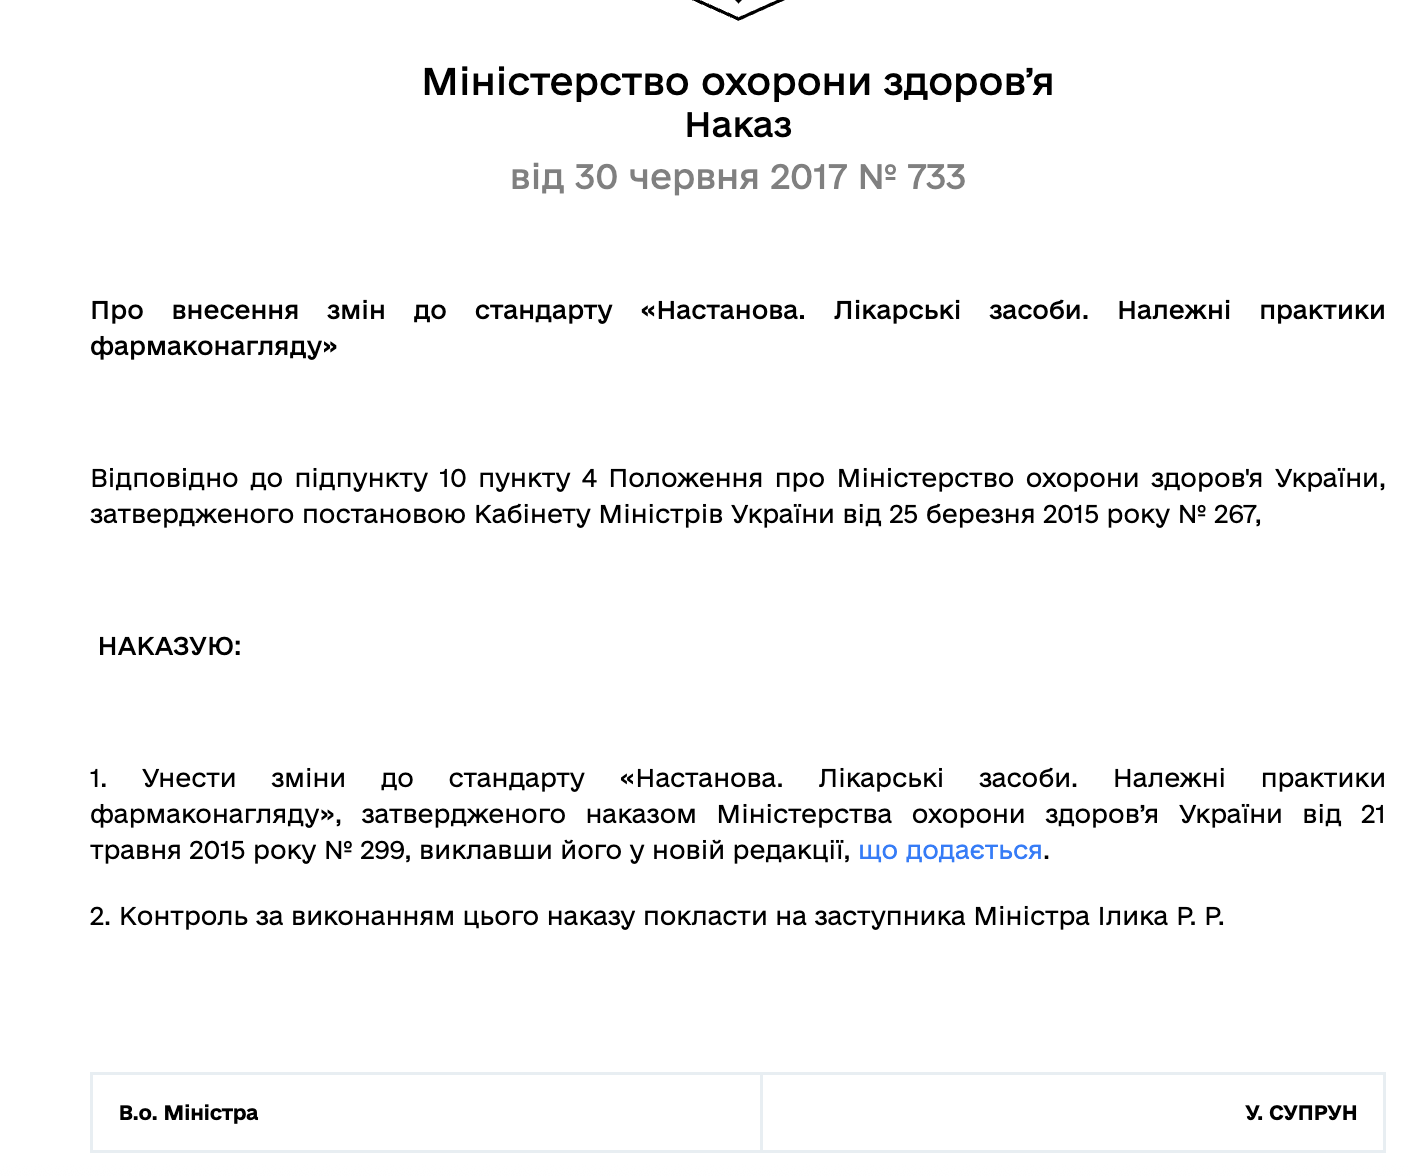 Міністерство охорони здоров’я
Наказ
від 30 червня 2017 № 733
Про внесення змін до стандарту «Настанова. Лікарські засоби. Належні практики
фармаконагляду»
Відповідно до підпункту 10 пункту 4 Положення про Міністерство охорони здоров'я України,
затвердженого постановою Кабінету Міністрів України від 25 березня 2015 року № 267,
НАКАЗУЮ:
1. Унести зміни до стандарту «Настанова. Лікарські засоби. Належні практики
фармаконагляду», затвердженого наказом Міністерства охорони здоров’я України від 21
травня 2015 року № 299, виклавши його у новій редакції, що додається.
2. Контроль за виконанням цього наказу покласти на заступника Міністра Ілика Р. Р.
В.о. Міністра
У. СУПРУН